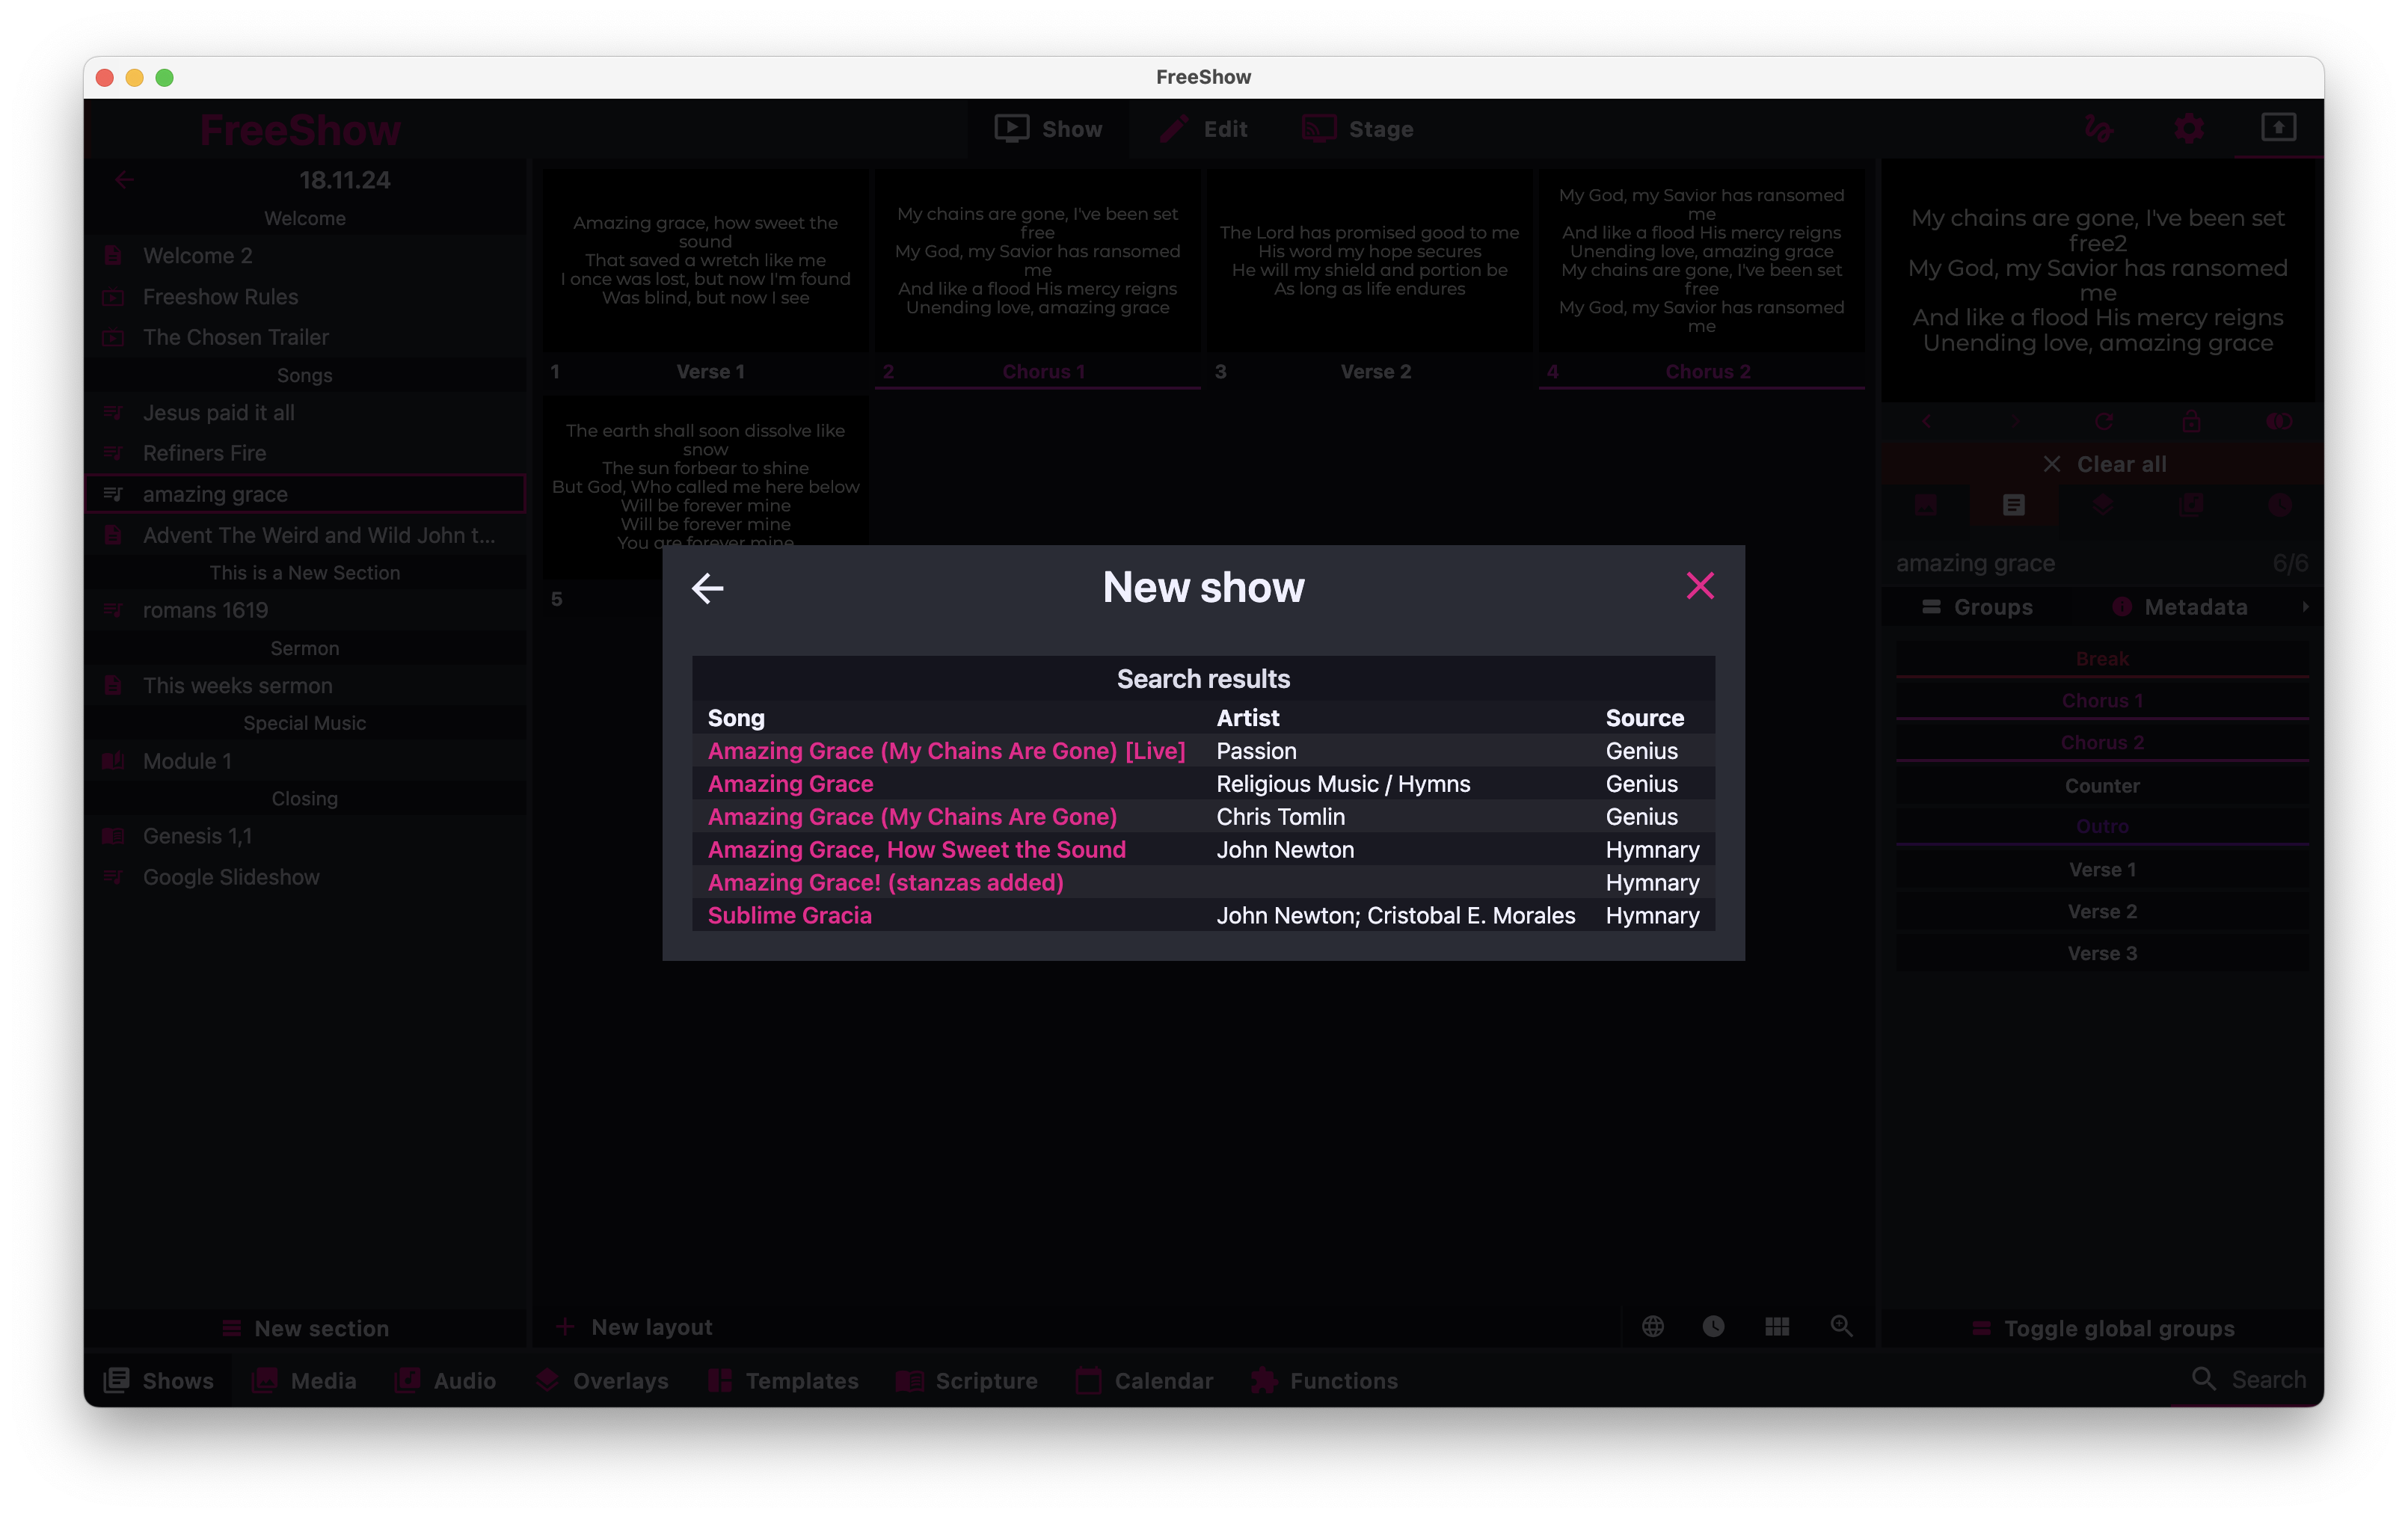 FreeShow
FreeShow
Show
Edit
Stage
18.11.24
Welcome
Welcome 2
Freeshow Rules
The Chosen Trailer
Songs
Jesus paid it all
Refiners Fire
amazing grace
Advent The Weird and Wild John t...
This is a New Section
romans 1619
Sermon
This weeks sermon
Special Music
Module 1
Closing
Genesis 1,1
Google Slideshow
New section
Amazing grace, how sweet the
sound
That saved a wretch like me
I once was lost, but now I'm found
Was blind, but now I see
1 Verse 1
My chains are gone, I've been set
free
My God, my Savior has ransomed
me
And like a flood His mercy reigns
Unending love, amazing grace
2 Chorus 1
The Lord has promised good to me
His word my hope secures
He will my shield and portion be
As long as life endures
3 Verse 2
My God, my Savior has ransomed
me
And like a flood His mercy reigns
Unending love, amazing grace
My chains are gone, I've been set
free
My God, my Savior has ransomed
me
4 Chorus 2
The earth shall soon dissolve like
snow
The sun forbear to shine
But God, Who called me here below
Will be forever mine
Will be forever mine
You are forever mine
5
New show
Search results
Song Artist Source
Amazing Grace (My Chains Are Gone) [Live] Passion Genius
Amazing Grace Religious Music / Hymns Genius
Amazing Grace (My Chains Are Gone) Chris Tomlin Genius
Amazing Grace, How Sweet the Sound John Newton Hymnary
Amazing Grace! (stanzas added) Hymnary
Sublime Gracia John Newton; Cristobal E. Morales Hymnary
New layout
My chains are gone, I've been set
free2
My God, my Savior has ransomed
me
And like a flood His mercy reigns
Unending love, amazing grace
Clear all
amazing grace 6/6
Groups
Metadata
Break
Chorus 1
Chorus 2
Counter
Outro
Verse 1
Verse 2
Verse 3
Toggle global groups
Shows
Media
Audio
Overlays
Templates
Scripture
Calendar
Functions
Search